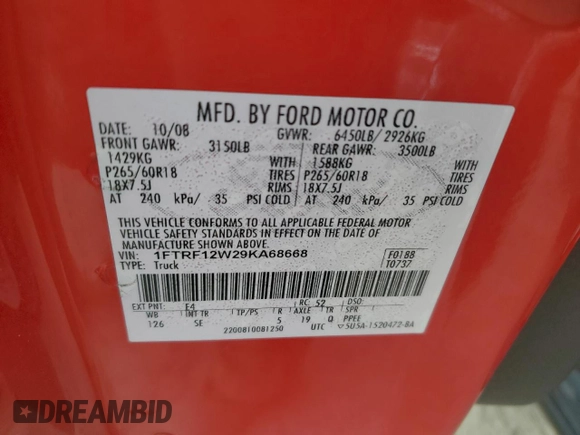 MFD. BY FORD MOTOR CO.
DATE: 10/08 GVWR: 6450LB/ 2926KG
FRONT GAWR: 3150LB REAR GAWR: 3500LB
1429KG WITH 1588KG WITH
P265/60R18 TIRES P265/60R18 TIRES
18X7.5J RIMS 18X7.5J RIMS
AT 240 kPa/ 35 PSI COLD AT 240 kPa/ 35 PSI COLD
THIS VEHICLE CONFORMS TO ALL APPLICABLE FEDERAL MOTOR
VEHICLE SAFETY STANDARDS IN EFFECT ON THE DATE OF
MANUFACTURE SHOWN ABOVE.
VIN: 1FTRF12W29KA68668 F0188
TYPE: Truck T0737
EXT PNT: F4 RC: 52 DSO:
WB INT TR TP/PS R AXLE TR SPR
126 SE 5 19 Q PPEE
2200810081250 UTC 5U5A-1520472-BA
DREAMBID